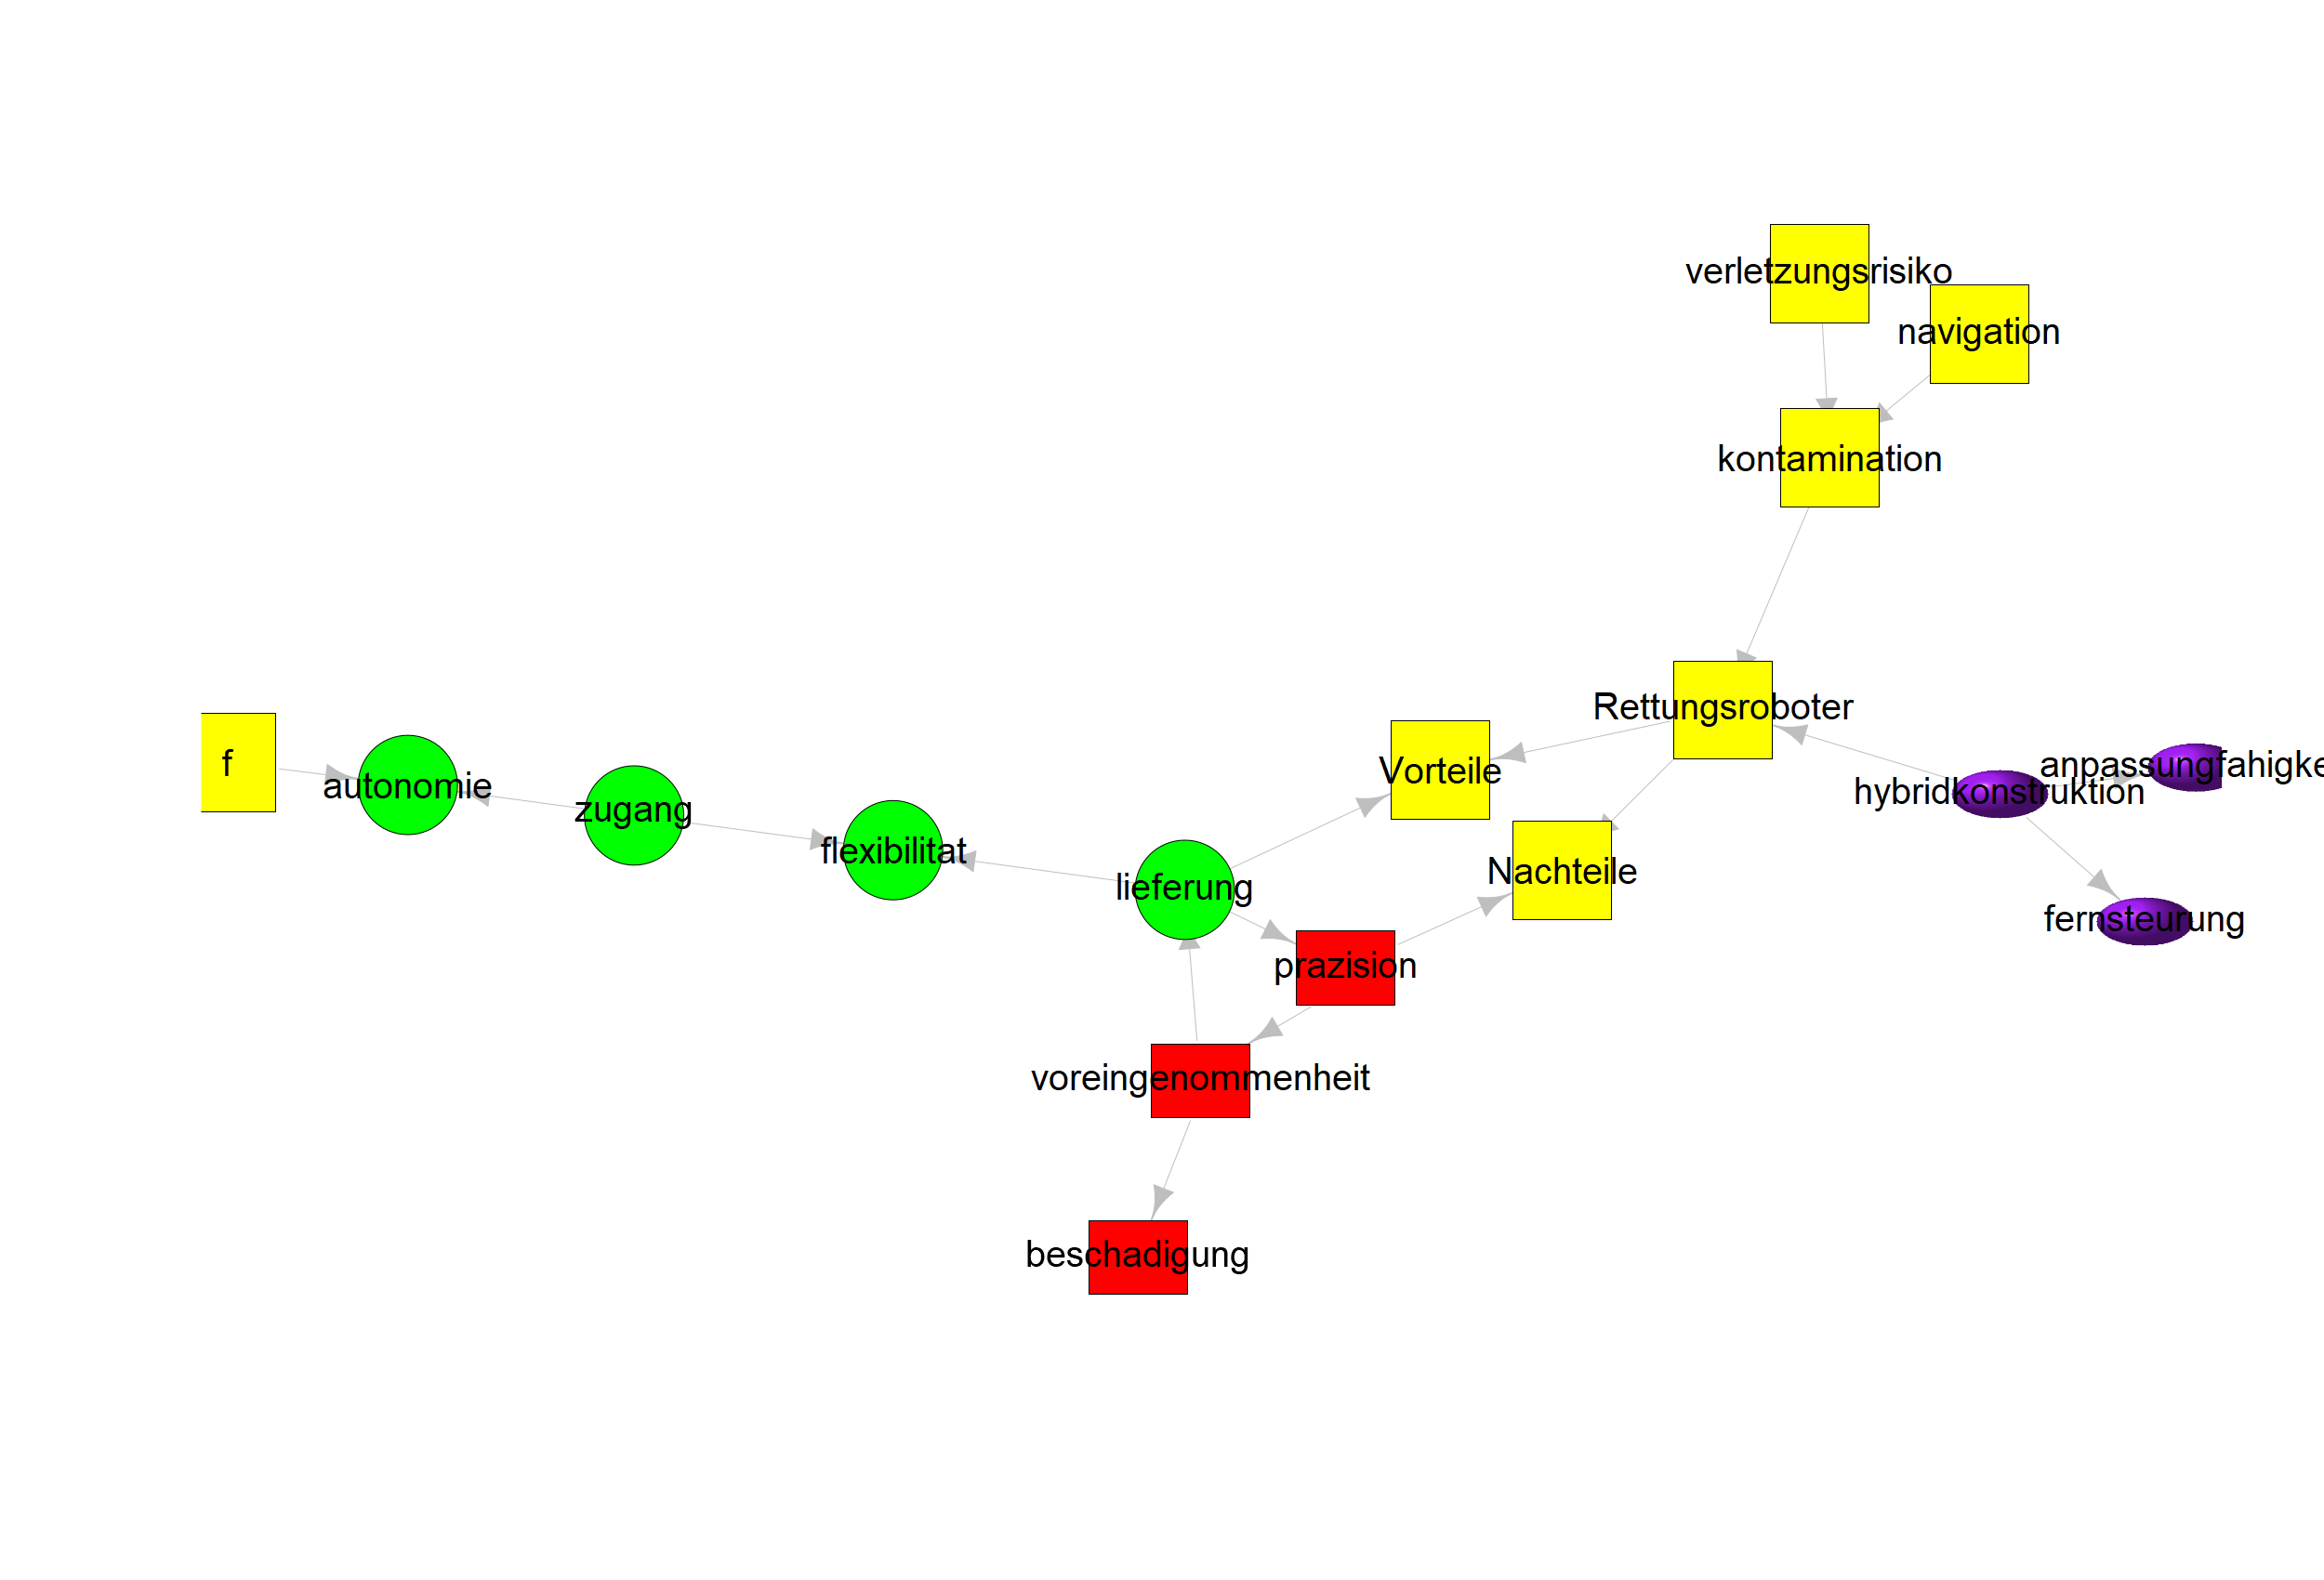 verletzungsrisiko
navigation
kontamination
Rettungsroboter
f
autonomie
zugang
flexibilitat
lieferung
Vorteile
Nachteile
hybridkonstruktion
anpassungfahigke
fernsteurung
prazision
voreingenommenheit
beschadigung